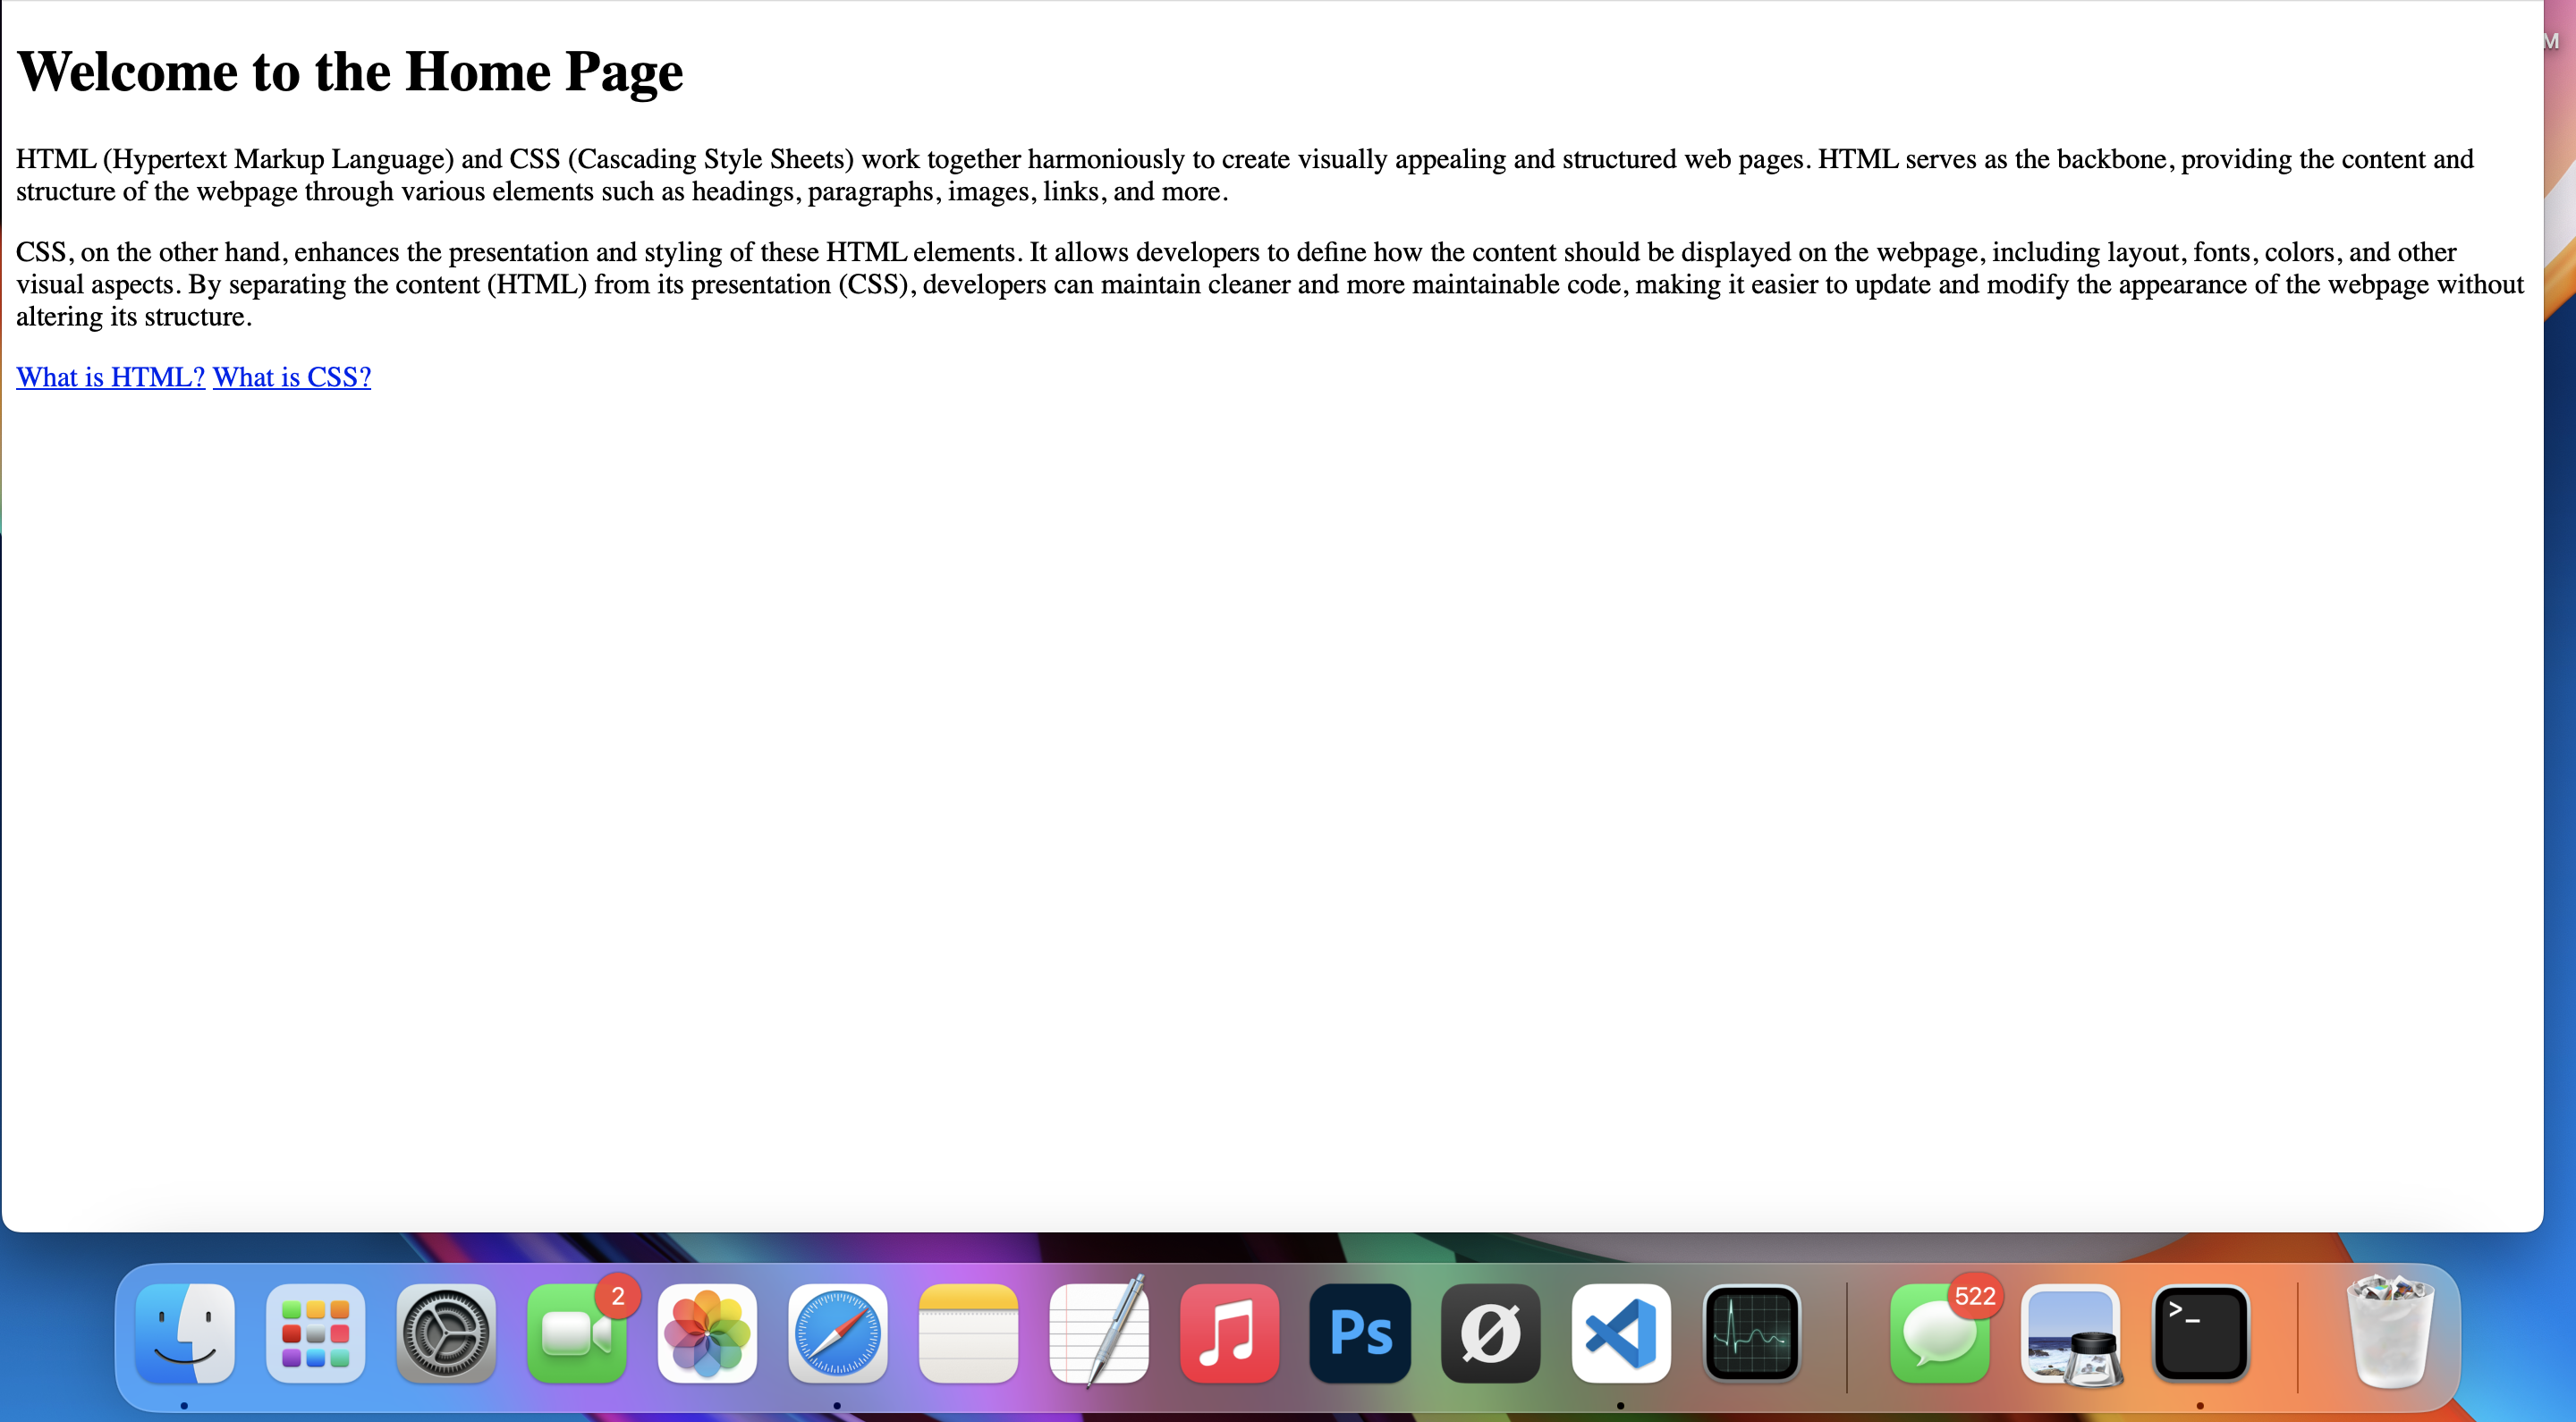 M
Welcome to the Home Page
HTML (Hypertext Markup Language) and CSS (Cascading Style Sheets) work together harmoniously to create visually appealing and structured web pages. HTML serves as the backbone, providing the content and
structure of the webpage through various elements such as headings, paragraphs, images, links, and more.
CSS, on the other hand, enhances the presentation and styling of these HTML elements. It allows developers to define how the content should be displayed on the webpage, including layout, fonts, colors, and other
visual aspects. By separating the content (HTML) from its presentation (CSS), developers can maintain cleaner and more maintainable code, making it easier to update and modify the appearance of the webpage without
altering its structure.
What is HTML? What is CSS?
2
Ps
Ø
522
>_